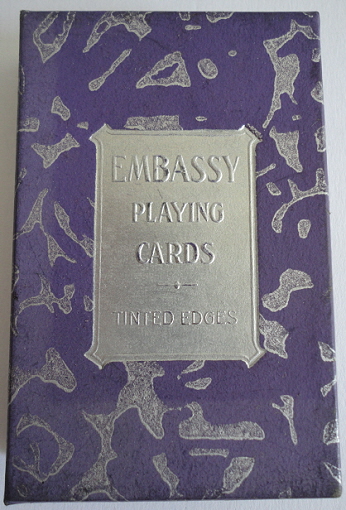 EMBASSY
PLAYING
CARDS
TINTED EDGES